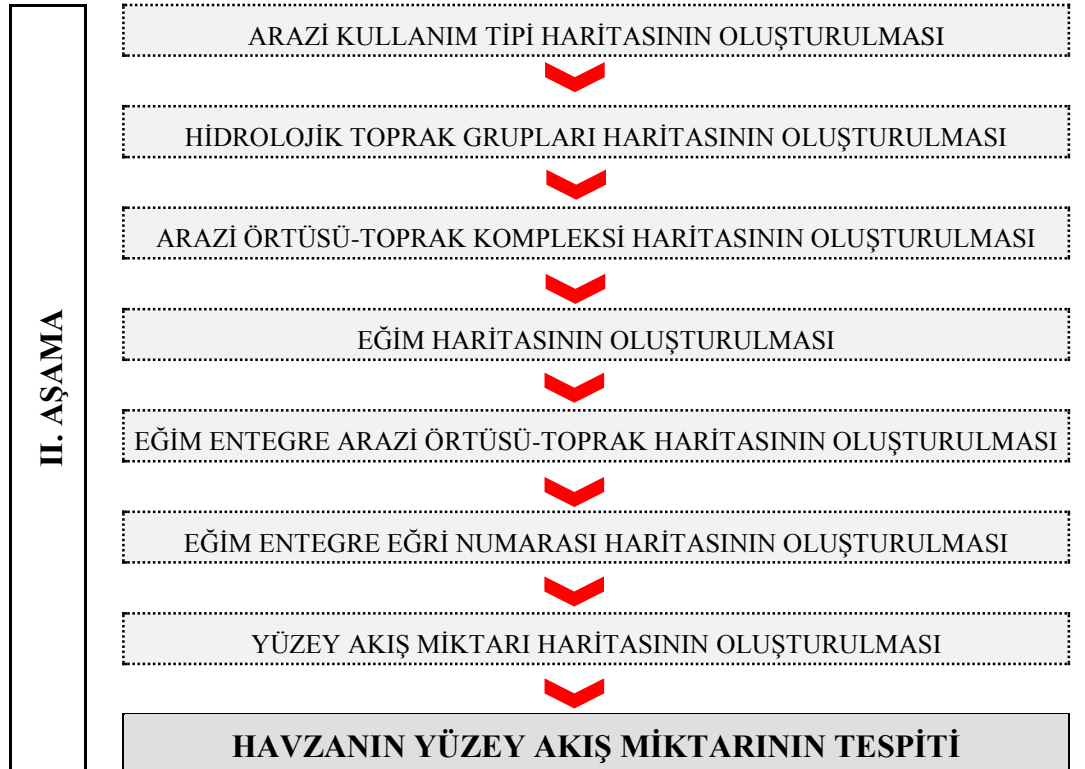 II. AŞAMA
ARAZİ KULLANIM TİPİ HARİTASININ OLUŞTURULMASI
HİDROLOJİK TOPRAK GRUPLARI HARİTASININ OLUŞTURULMASI
ARAZİ ÖRTÜSÜ-TOPRAK KOMPLEKSİ HARİTASININ OLUŞTURULMASI
EĞİM HARİTASININ OLUŞTURULMASI
EĞİM ENTEGRE ARAZİ ÖRTÜSÜ-TOPRAK HARİTASININ OLUŞTURULMASI
EĞİM ENTEGRE EĞRİ NUMARASI HARİTASININ OLUŞTURULMASI
YÜZEY AKIŞ MİKTARI HARİTASININ OLUŞTURULMASI
HAVZANIN YÜZEY AKIŞ MİKTARININ TESPİTİ